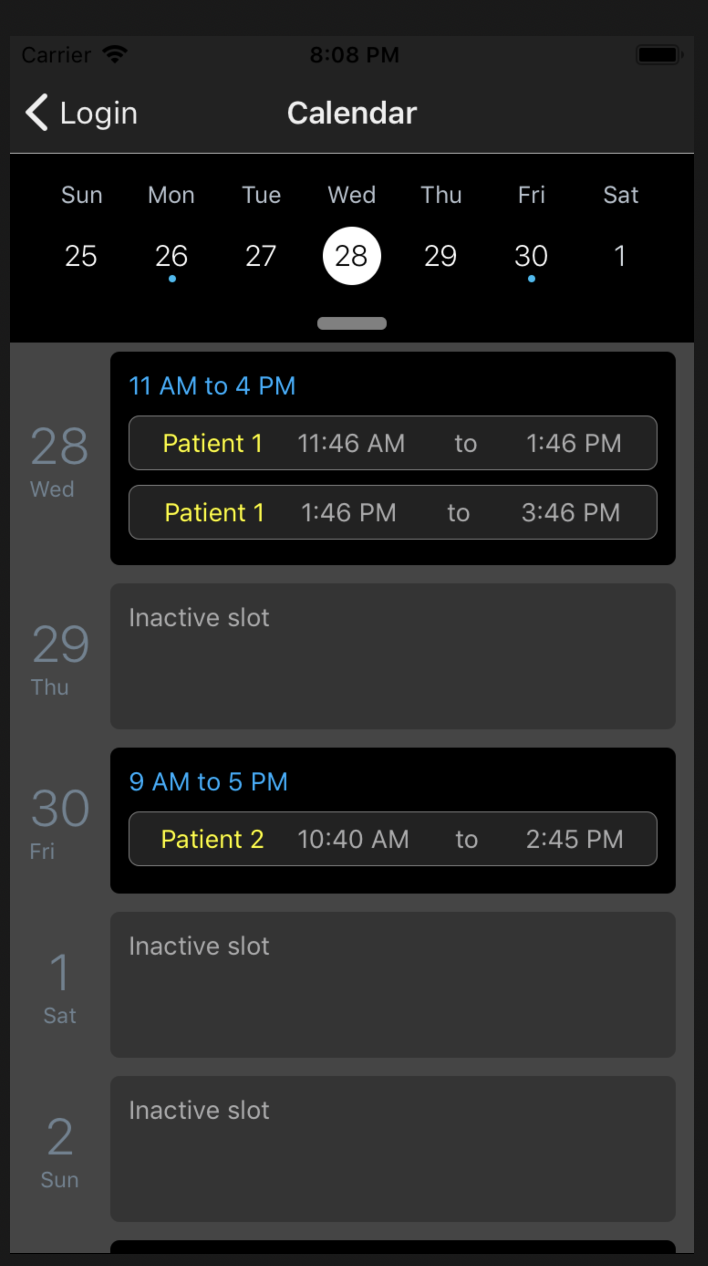 Carrier 8:08 PM
Login Calendar
Sun Mon Tue Wed Thu Fri Sat
25 26 27 28 29 30 1
11 AM to 4 PM
28
Wed
Patient 1 11:46 AM to 1:46 PM
Patient 1 1:46 PM to 3:46 PM
29
Thu
Inactive slot
30
Fri
9 AM to 5 PM
Patient 2 10:40 AM to 2:45 PM
1
Sat
Inactive slot
2
Sun
Inactive slot